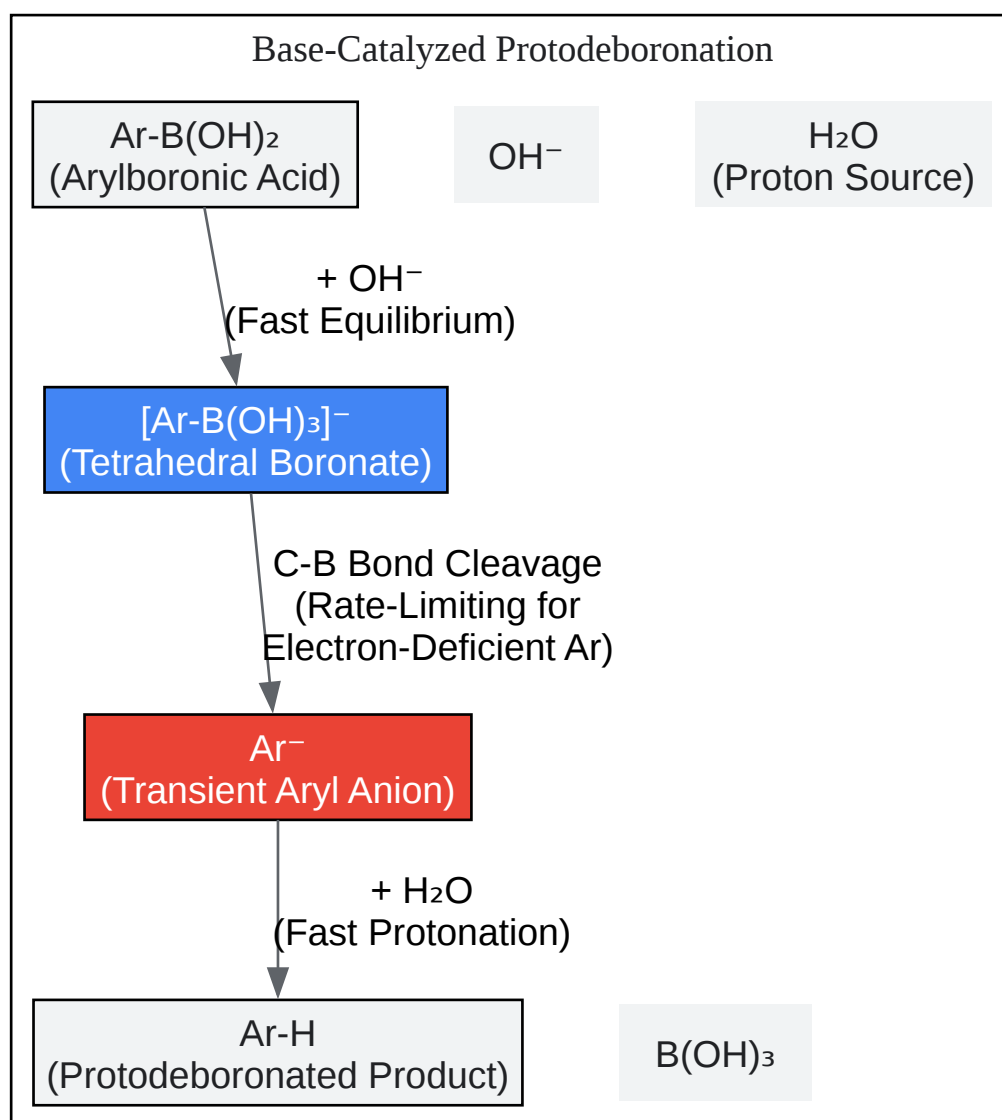 Base-Catalyzed Protodeboronation
Ar-B(OH)₂
(Arylboronic Acid)
OH⁻
H₂O
(Proton Source)
+ OH⁻
(Fast Equilibrium)
[Ar-B(OH)₃]⁻
(Tetrahedral Boronate)
C-B Bond Cleavage
(Rate-Limiting for
Electron-Deficient Ar)
Ar⁻
(Transient Aryl Anion)
+ H₂O
(Fast Protonation)
Ar-H
(Protodeboronated Product)
B(OH)₃